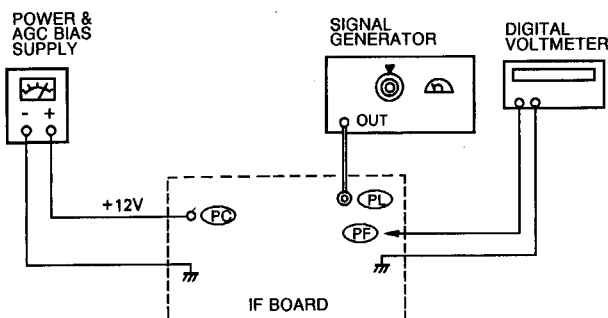 POWER &
AGC BIAS
SUPPLY
- +
SIGNAL
GENERATOR
OUT
DIGITAL
VOLTMETER
+12V
PC
PL
PF
IF BOARD